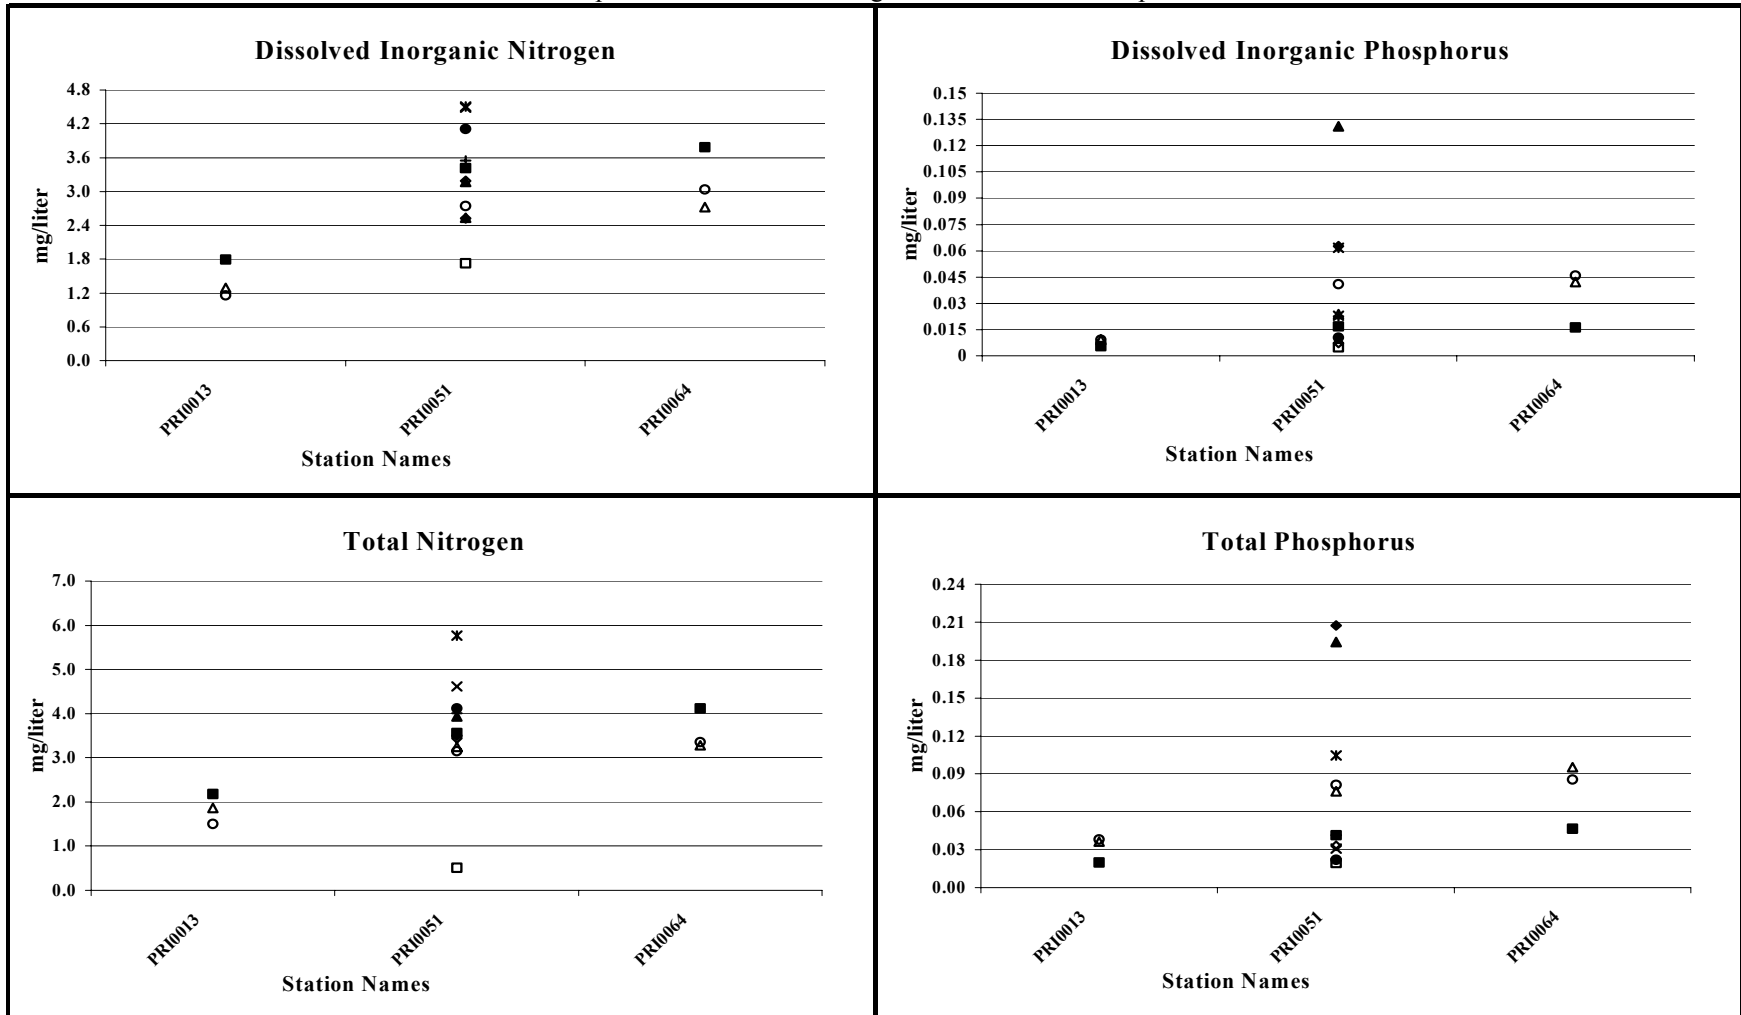 Dissolved Inorganic Nitrogen
4.8
4.2
3.6
3.0
2.4
1.8
1.2
0.6
0.0
mg/liter
PRI0013
PRI0051
PRI0064
Station Names
Dissolved Inorganic Phosphorus
0.15
0.135
0.12
0.105
0.09
0.075
0.06
0.045
0.03
0.015
0
mg/liter
PRI0013
PRI0051
PRI0064
Station Names
Total Nitrogen
7.0
6.0
5.0
4.0
3.0
2.0
1.0
0.0
mg/liter
PRI0013
PRI0051
PRI0064
Station Names
Total Phosphorus
0.24
0.21
0.18
0.15
0.12
0.09
0.06
0.03
0.00
mg/liter
PRI0013
PRI0051
PRI0064
Station Names